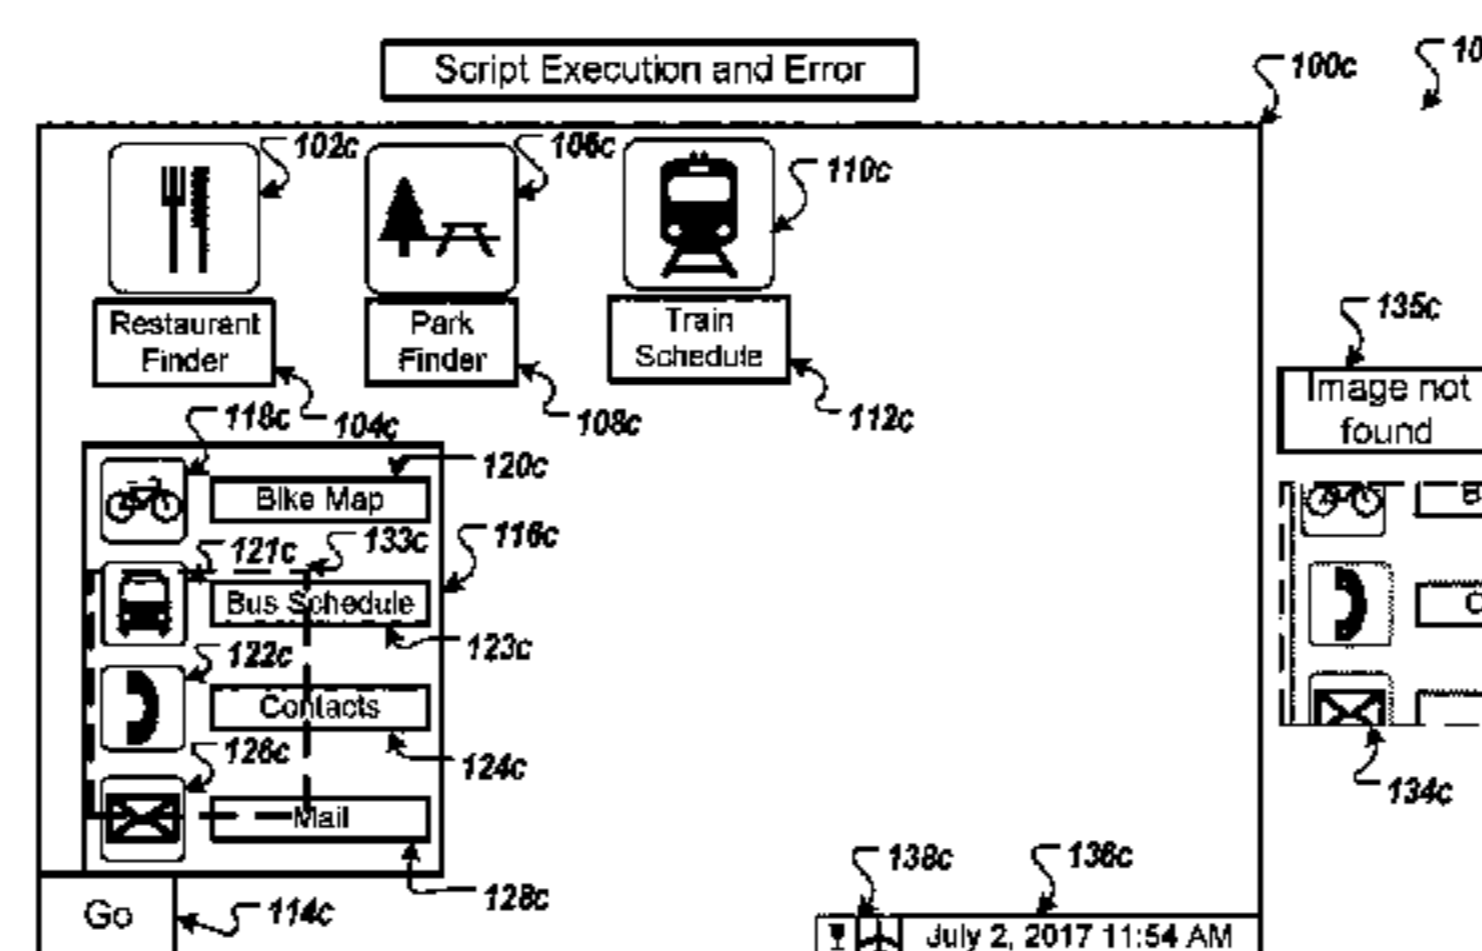 Script Execution and Error
100c
10
102c
106c
110c
Restaurant
Finder
Park
Finder
Train
Schedule
104c
108c
112c
135c
Image not
found
118c
120c
Bike Map
B
121c
133c
116c
Bus Schedule
123c
122c
Contacts
124c
126c
Mail
128c
134c
138c
136c
Go
114c
July 2, 2017 11:54 AM